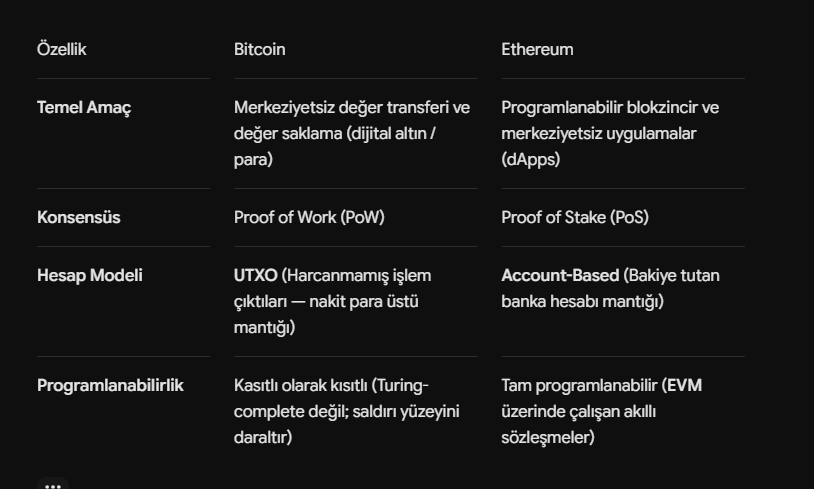 Özellik
Bitcoin
Ethereum
Temel Amaç
Merkeziyetsiz değer transferi ve
değer saklama (dijital altın /
para)
Programlanabilir blokzincir ve
merkeziyetsiz uygulamalar
(dApps)
Konsensüs
Proof of Work (PoW)
Proof of Stake (PoS)
Hesap Modeli
UTXO (Harcanmamış işlem
çıktıları — nakit para üstü
mantığı)
Account-Based (Bakiye tutan
banka hesabı mantığı)
Programlanabilirlik
Kasıtlı olarak kısıtlı (Turing-
complete değil; saldırı yüzeyini
daraltır)
Tam programlanabilir (EVM
üzerinde çalışan akıllı
sözleşmeler)